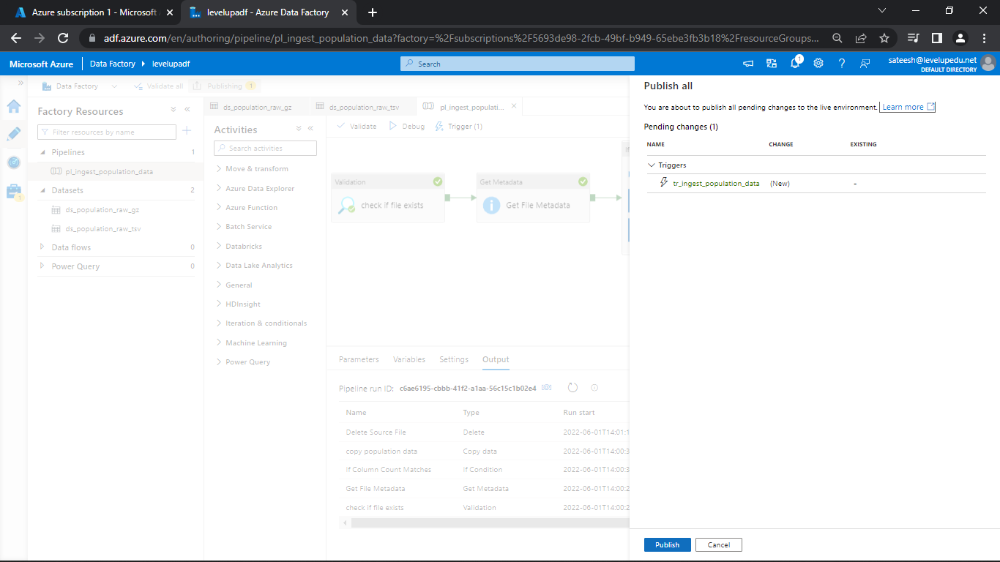 Azure subscription 1 - Microsoft
levelupadf - Azure Data Factory
adf.azure.com/en/authoring/pipeline/pl_ingest_population_data?factory=%2Fsubscriptions%2F5693de98-2fcb-49bf-b949-65ebe3fb3b18%2FresourceGroups...
Microsoft Azure
Data Factory
levelupadf
Search
1
sateesh@levelupedu.net
DEFAULT DIRECTORY
Data Factory
Validate all
Publishing 1
Factory Resources
Filter resources by name
Pipelines 1
pl_ingest_population_data
Datasets 2
ds_population_raw_gz
ds_population_raw_tsv
Data flows 0
Power Query 0
1
ds_population_raw_gz
ds_population_raw_tsv
pl_ingest_populati...
Activities
Search activities
Move & transform
Azure Data Explorer
Azure Function
Batch Service
Databricks
Data Lake Analytics
General
HDInsight
Iteration & conditionals
Machine Learning
Power Query
Validate
Debug
Trigger (1)
Validation
check if file exists
Get Metadata
Get File Metadata
If
Parameters Variables Settings Output
Pipeline run ID: c6ae6195-cbbb-41f2-a1aa-56c15c1b02e4
Name Type Run start
Delete Source File Delete 2022-06-01T14:01:1
copy population data Copy data 2022-06-01T14:00:3
If Column Count Matches If Condition 2022-06-01T14:00:3
Get File Metadata Get Metadata 2022-06-01T14:00:2
check if file exists Validation 2022-06-01T14:00:2
Publish all
You are about to publish all pending changes to the live environment. Learn more
Pending changes (1)
NAME CHANGE EXISTING
Triggers
tr_ingest_population_data (New) -
Publish
Cancel